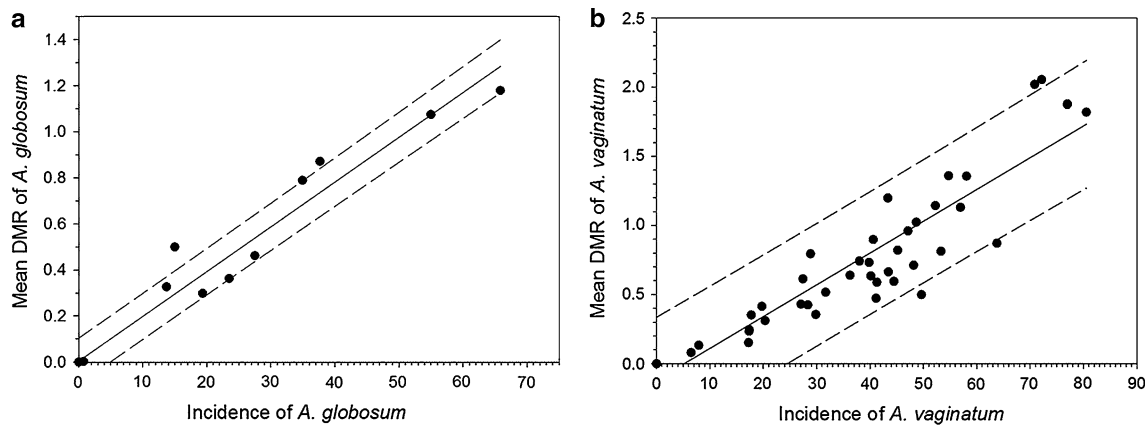 a
Mean DMR of A. globosum
1.4
1.2
1.0
0.8
0.6
0.4
0.2
0.0
0 10 20 30 40 50 60 70
Incidence of A. globosum
b
Mean DMR of A. vaginatum
2.5
2.0
1.5
1.0
0.5
0.0
0 10 20 30 40 50 60 70 80 90
Incidence of A. vaginatum